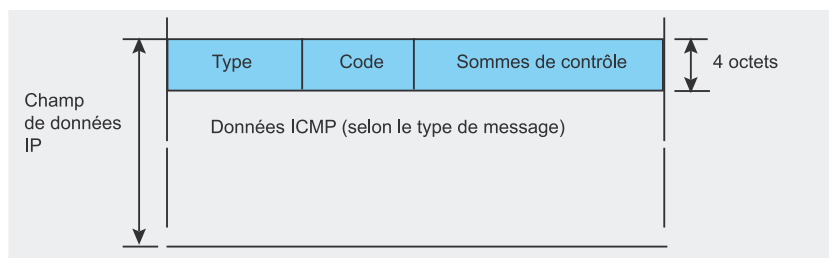 Type
Code
Sommes de contrôle
4 octets
Champ
de données
IP
Données ICMP (selon le type de message)